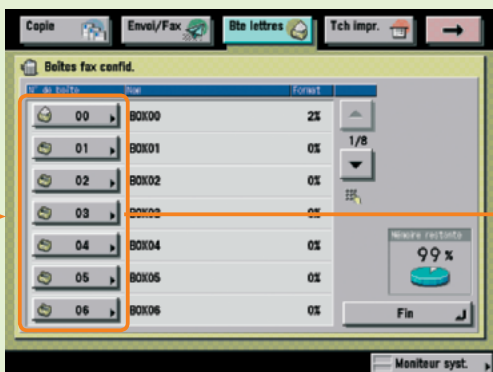 Copie Envoi/Fax Bte lettres Tch impr.
Boîtes fax confid.
N° de boîte Nom Format
00 BOX00 2%
01 BOX01 0%
02 BOX02 0%
03 BOX03 0%
04 BOX04 0%
05 BOX05 0%
06 BOX06 0%
1/8
Mémoire restante
99%
Fin
Moniteur syst.